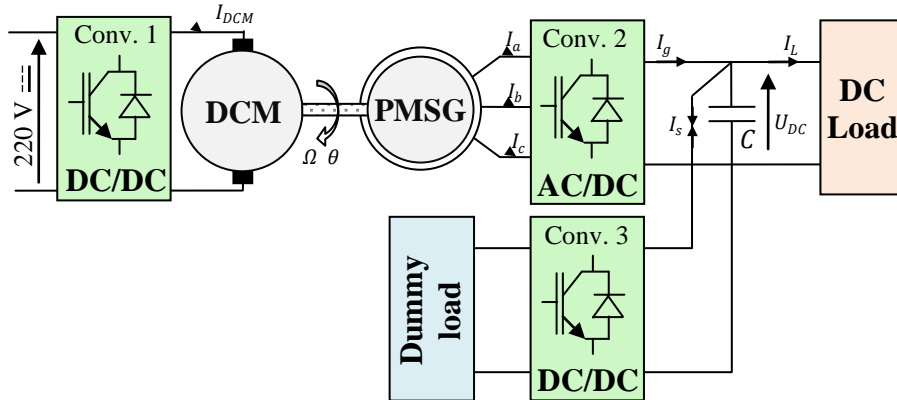 220 V
Conv. 1
DC/DC
I_DCM
DCM
Ω θ
PMSG
I_a
I_b
I_c
Conv. 2
AC/DC
I_g
I_L
I_s
C
U_DC
DC
Load
Dummy
load
Conv. 3
DC/DC